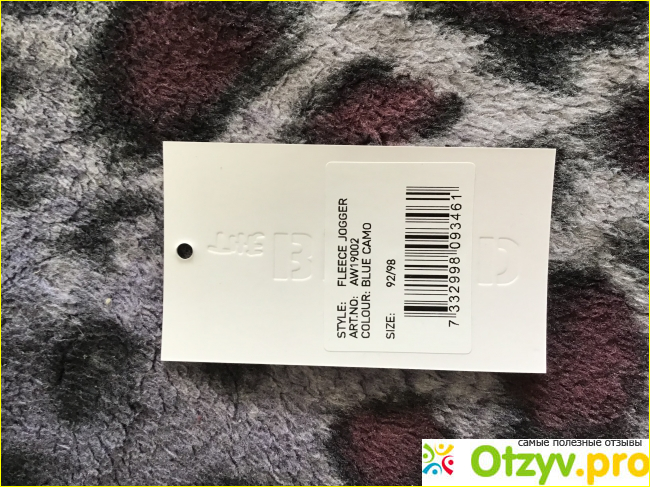 STYLE: FLEECE JOGGER
ART.NO: AW19002
COLOUR: BLUE CAMO
SIZE: 92/98
7 332998 093461
самые полезные отзывы
Otzyv.pro